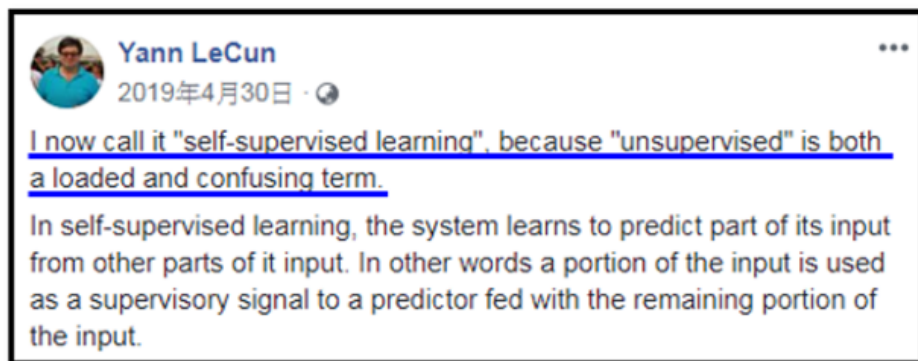 Yann LeCun
2019年4月30日 ·
I now call it "self-supervised learning", because "unsupervised" is both
a loaded and confusing term.
In self-supervised learning, the system learns to predict part of its input
from other parts of it input. In other words a portion of the input is used
as a supervisory signal to a predictor fed with the remaining portion of
the input.